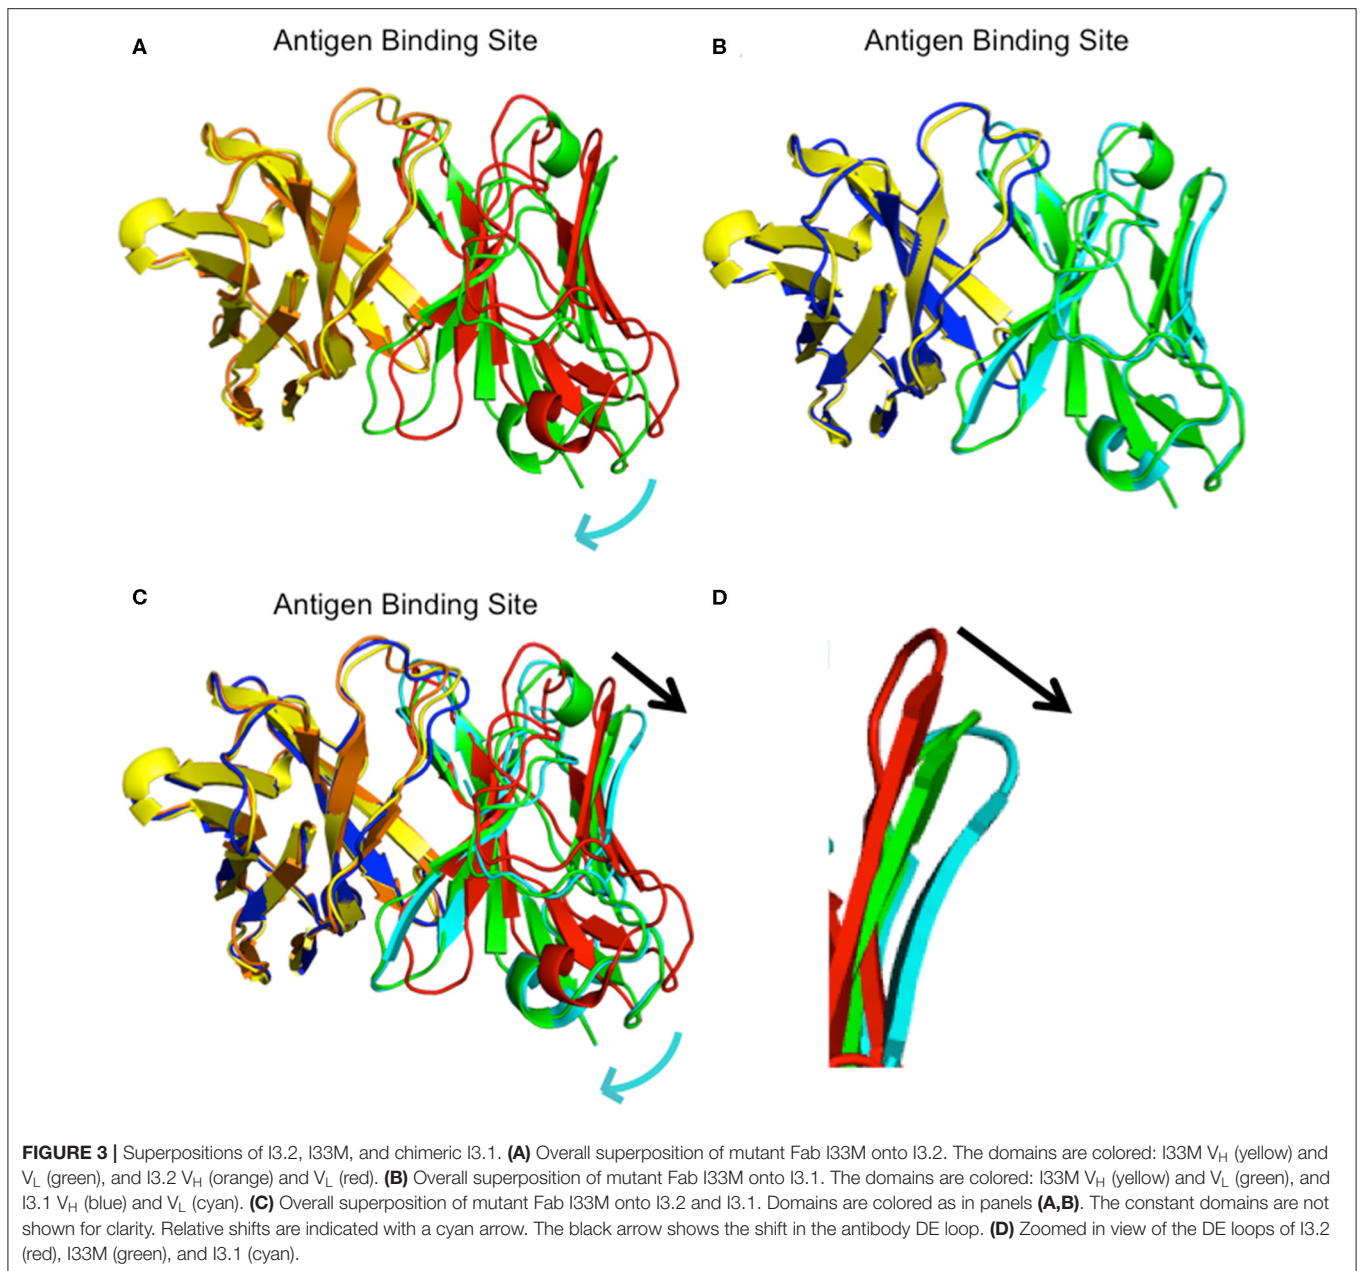 A
Antigen Binding Site
B
Antigen Binding Site
C
Antigen Binding Site
D
FIGURE 3 | Superpositions of I3.2, I33M, and chimeric I3.1. (A) Overall superposition of mutant Fab I33M onto I3.2. The domains are colored: I33M VH (yellow) and
VL (green), and I3.2 VH (orange) and VL (red). (B) Overall superposition of mutant Fab I33M onto I3.1. The domains are colored: I33M VH (yellow) and VL (green), and
I3.1 VH (blue) and VL (cyan). (C) Overall superposition of mutant Fab I33M onto I3.2 and I3.1. Domains are colored as in panels (A,B). The constant domains are not
shown for clarity. Relative shifts are indicated with a cyan arrow. The black arrow shows the shift in the antibody DE loop. (D) Zoomed in view of the DE loops of I3.2
(red), I33M (green), and I3.1 (cyan).